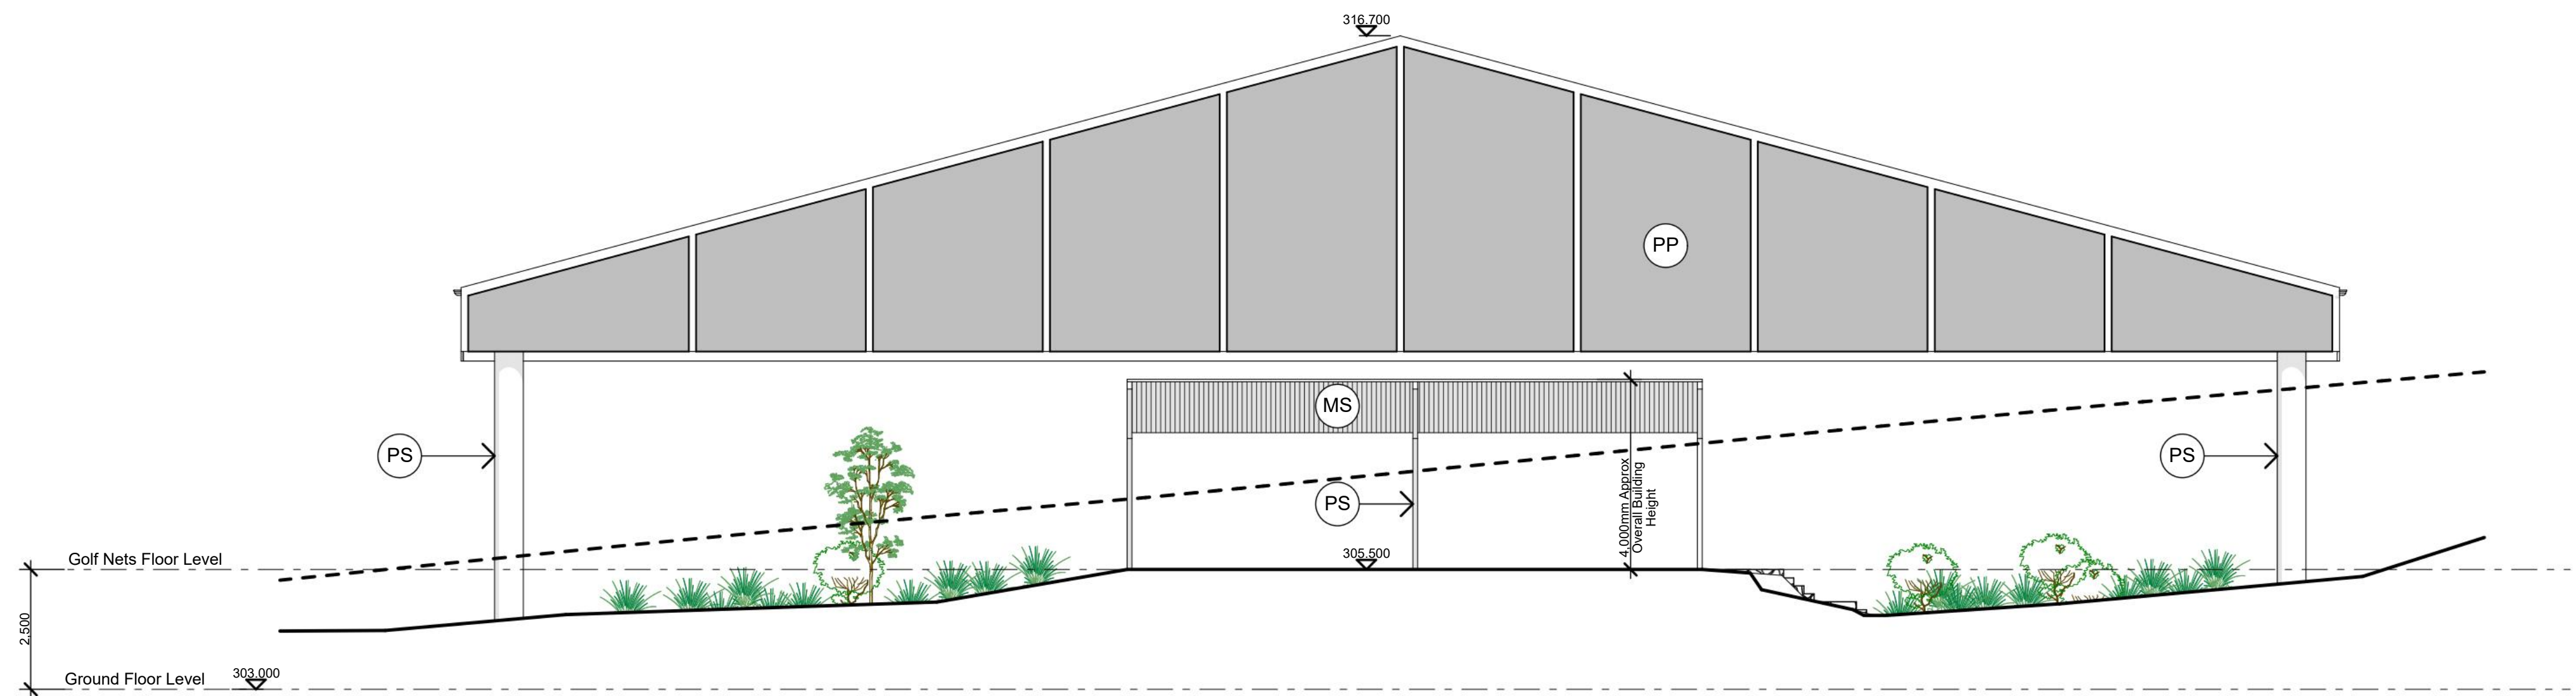 316.700
PP
MS
PS
PS
PS
4,000mm Approx
Overall Building
Height
Golf Nets Floor Level
305.500
2,500
Ground Floor Level
303.000